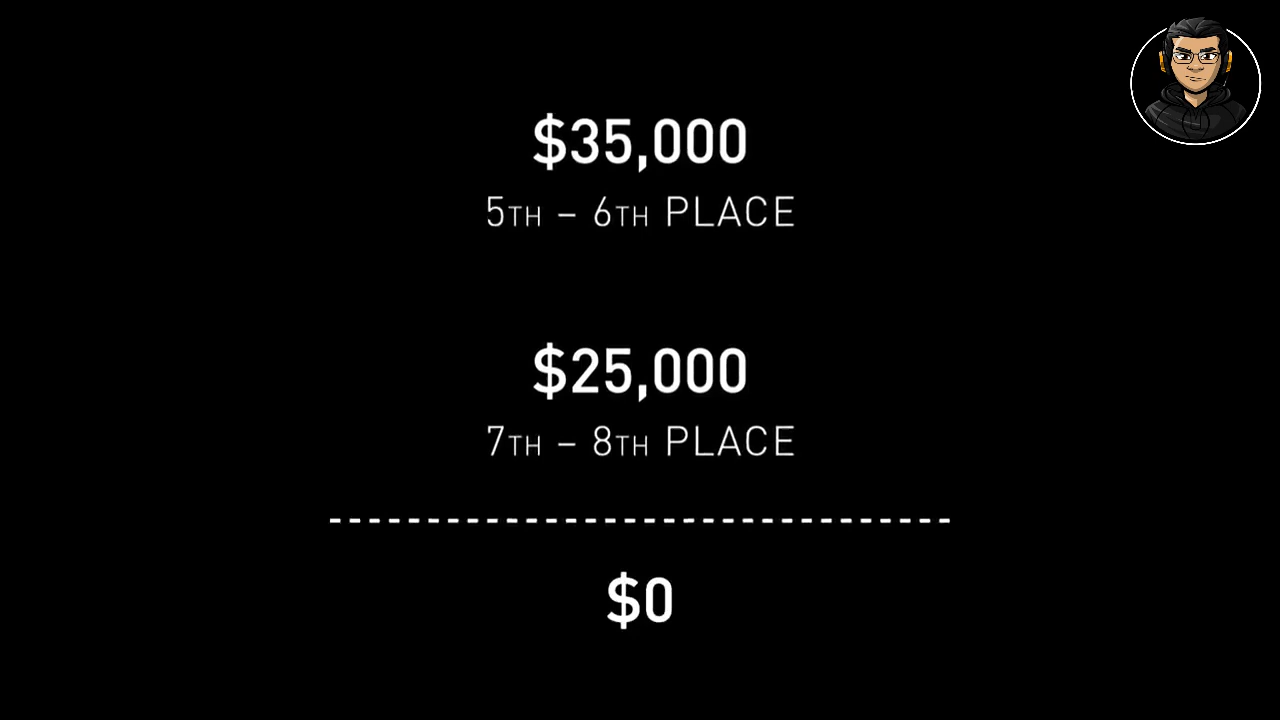 $35,000
5TH – 6TH PLACE
$25,000
7TH – 8TH PLACE
$0